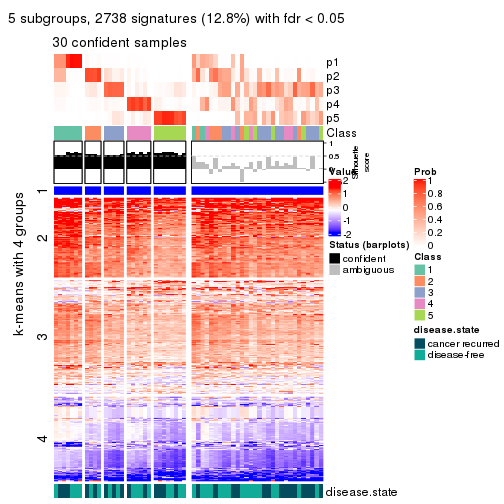 5 subgroups, 2738 signatures (12.8%) with fdr < 0.05
30 confident samples
p1
p2
p3
p4
p5
Class
1
0.5
0
Silhouette
score
k-means with 4 groups
1
2
3
4
Value
2
1
0
-1
-2
Status (barplots)
confident
ambiguous
Prob
1
0.8
0.6
0.4
0.2
0
Class
1
2
3
4
5
disease.state
cancer recurred
disease-free
disease.state